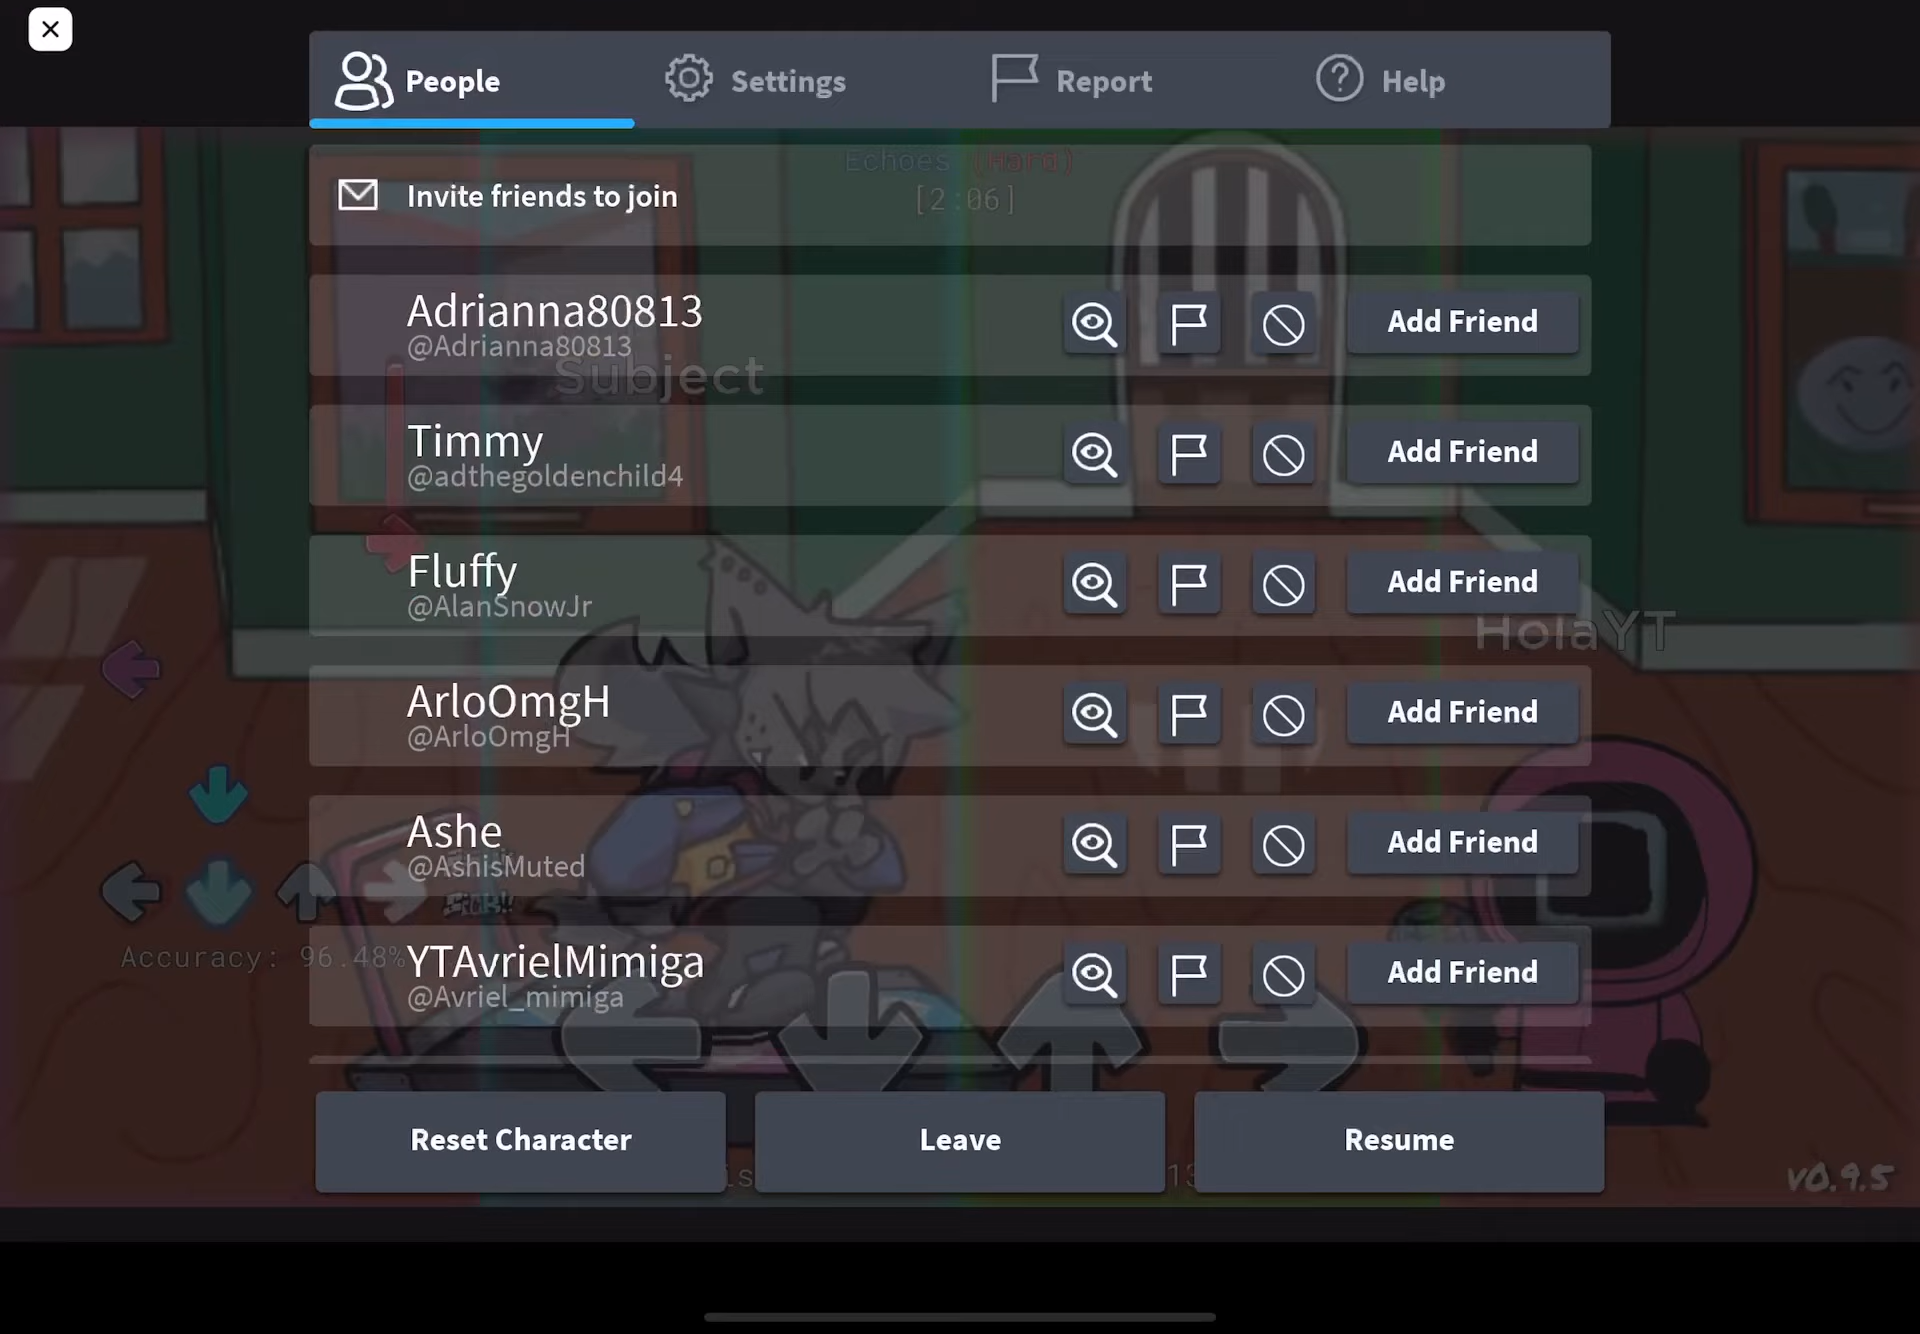 People
Settings
Report
Help
Echoes (Hard)
[2:06]
Invite friends to join
Adrianna80813
@Adrianna80813
Add Friend
Subject
Timmy
@adthegoldenchild4
Add Friend
Fluffy
@AlanSnowJr
Add Friend
HolaYT
ArloOmgH
@ArloOmgH
Add Friend
Ashe
@AshisMuted
Add Friend
SICK!!
Accuracy: 96.48%
YTAvrielMimiga
@Avriel_mimiga
Add Friend
Reset Character
Leave
Resume
v0.9.5